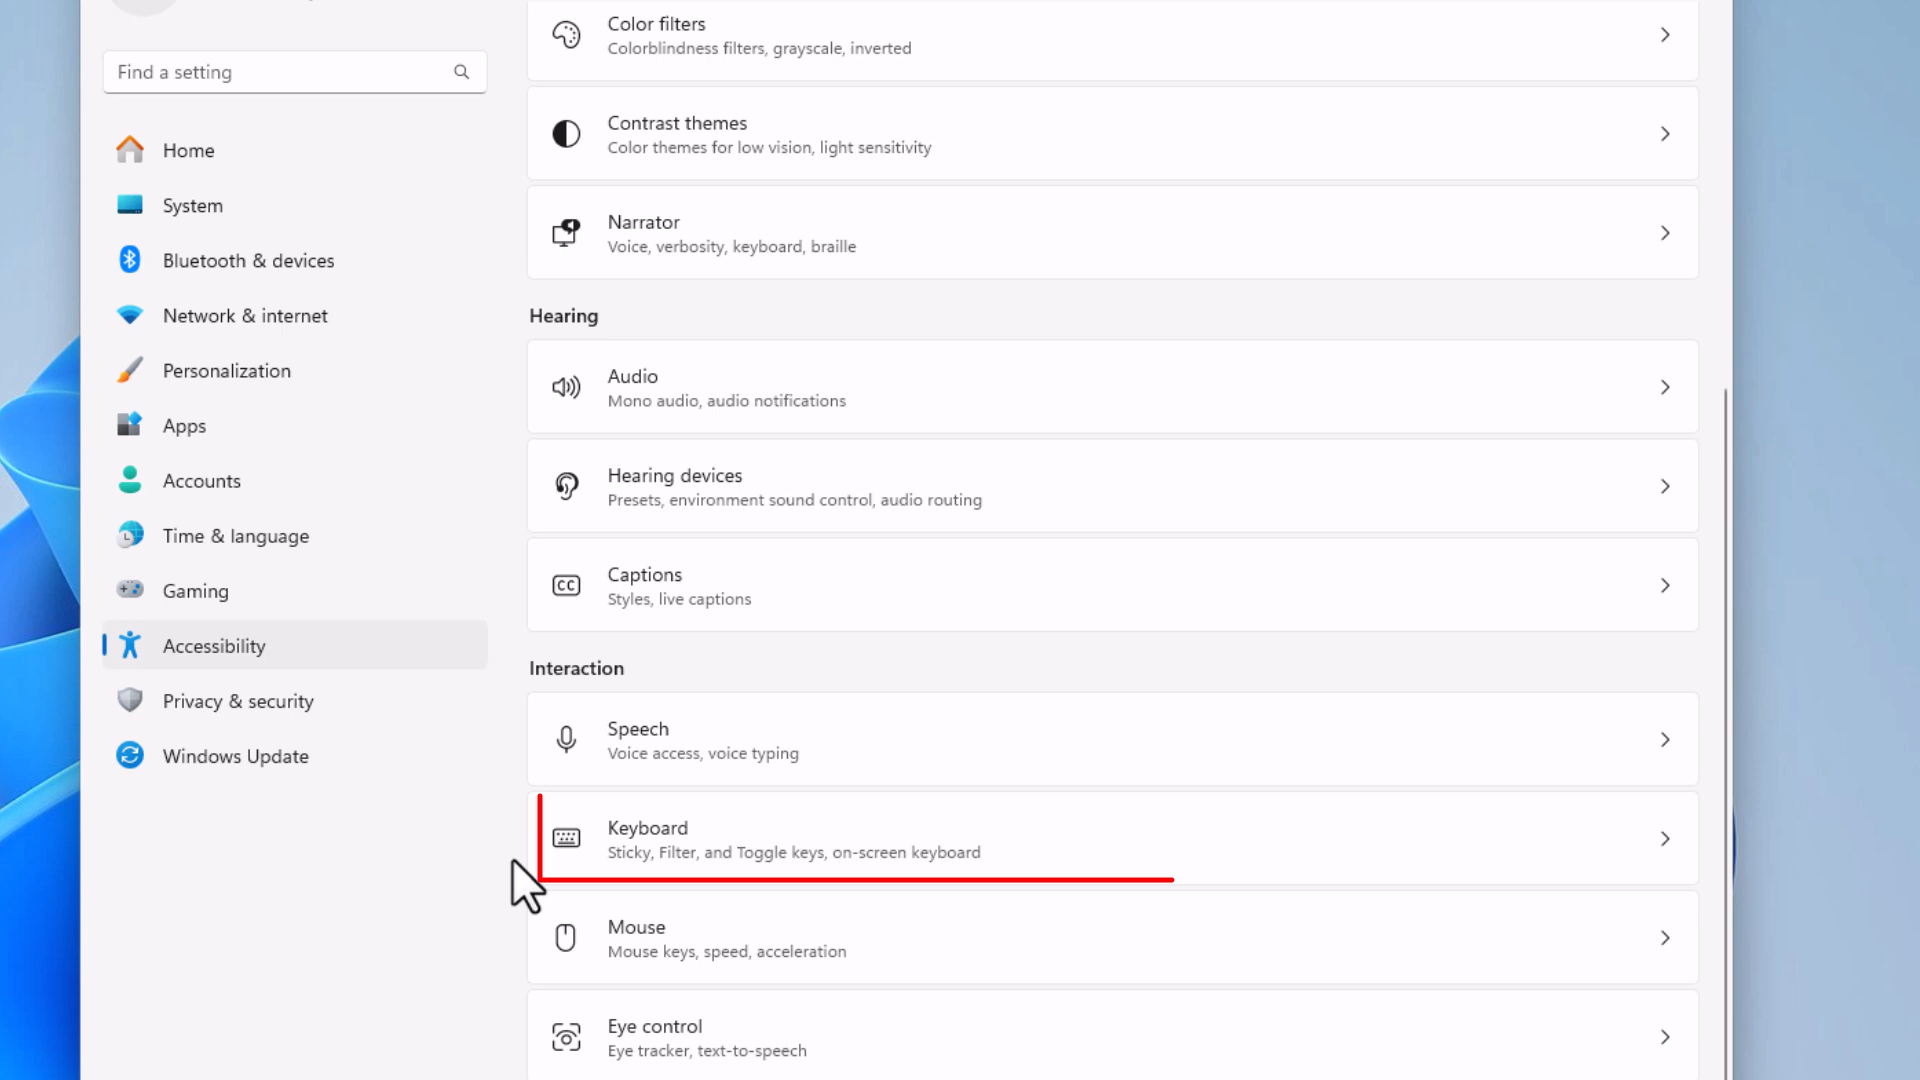 Find a setting
Home
System
Bluetooth & devices
Network & internet
Personalization
Apps
Accounts
Time & language
Gaming
Accessibility
Privacy & security
Windows Update
Color filters
Colorblindness filters, grayscale, inverted
Contrast themes
Color themes for low vision, light sensitivity
Narrator
Voice, verbosity, keyboard, braille
Hearing
Audio
Mono audio, audio notifications
Hearing devices
Presets, environment sound control, audio routing
Captions
Styles, live captions
Interaction
Speech
Voice access, voice typing
Keyboard
Sticky, Filter, and Toggle keys, on-screen keyboard
Mouse
Mouse keys, speed, acceleration
Eye control
Eye tracker, text-to-speech